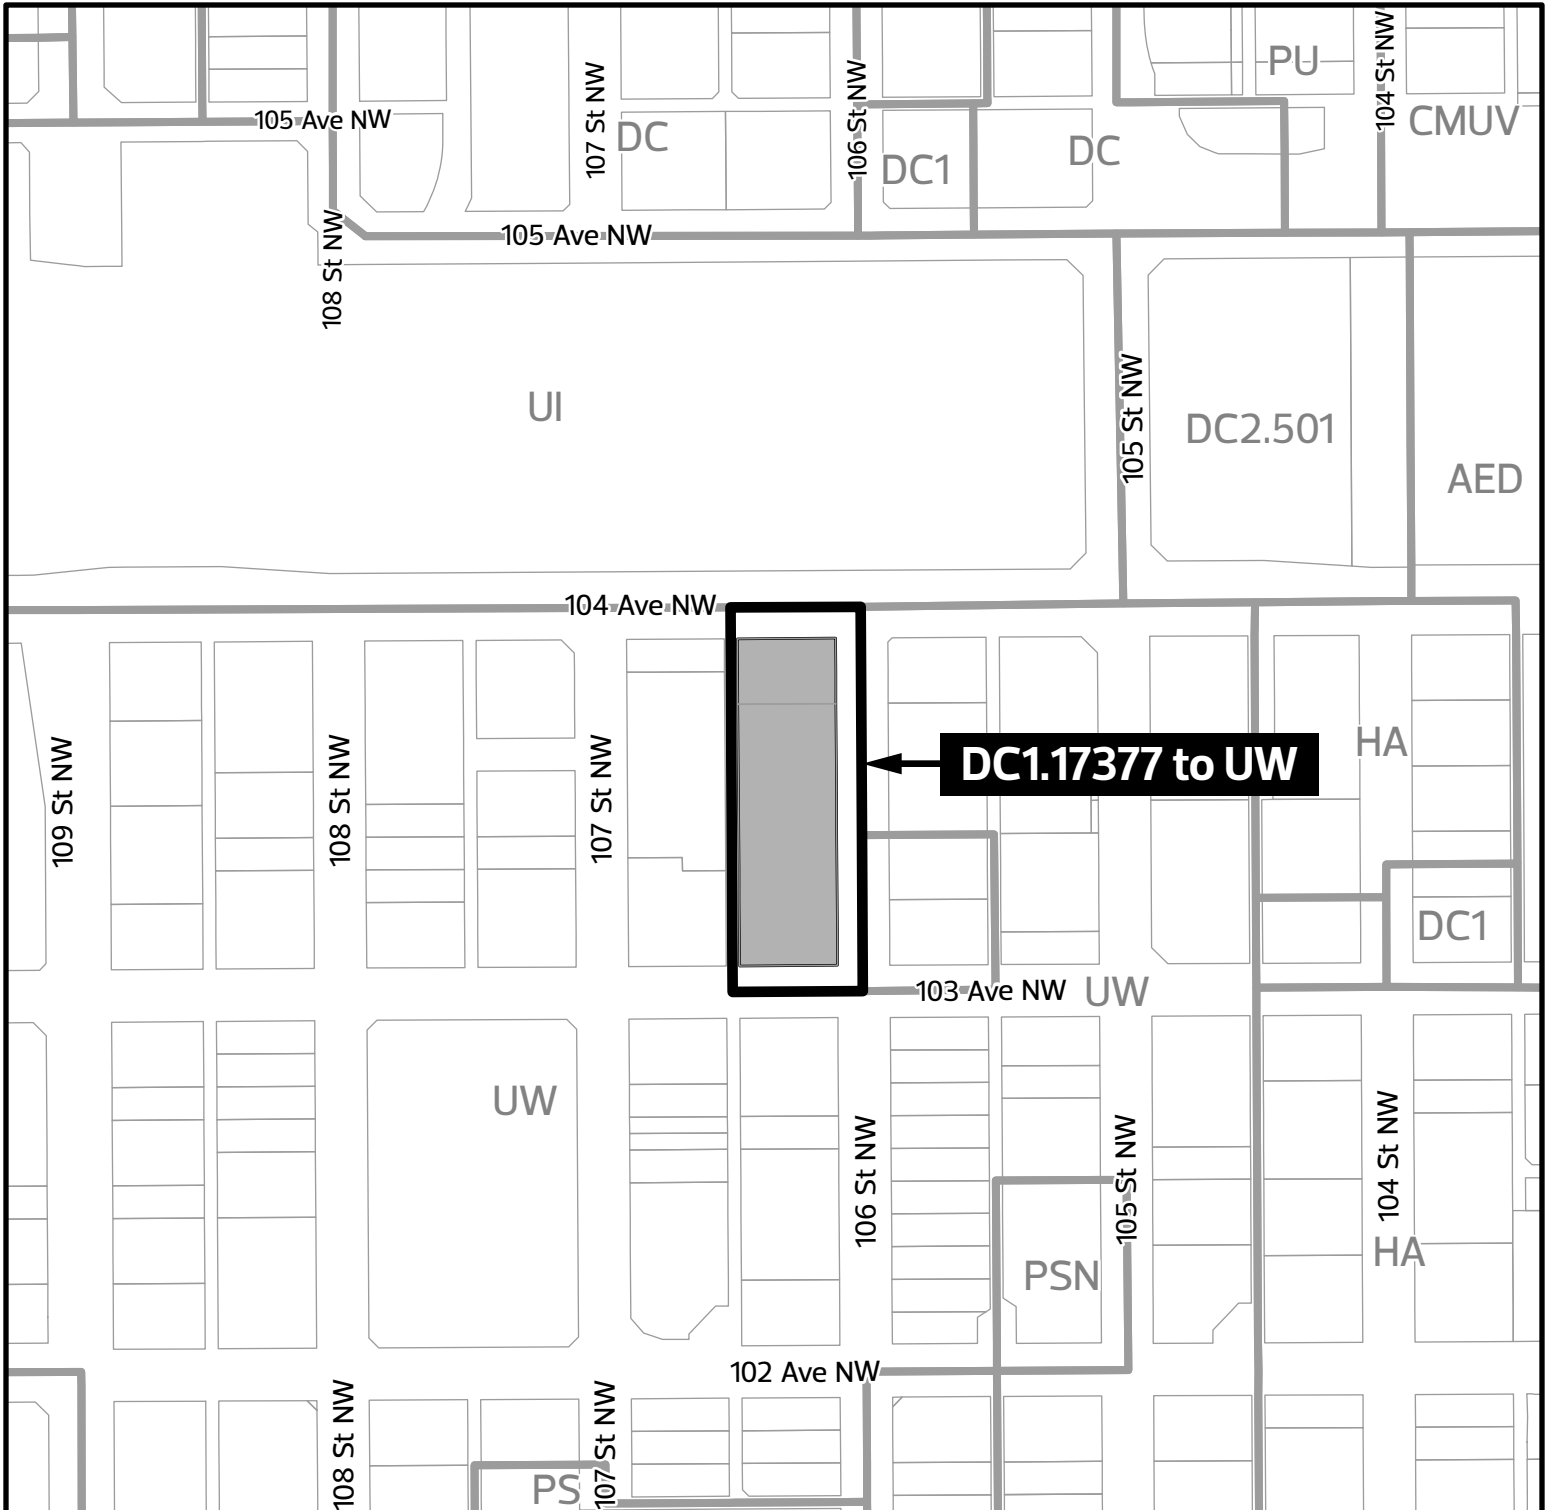 PU
104 St NW
CMUV
105 Ave NW
107 St NW
DC
106 St NW
DC1
DC
108 St NW
105 Ave NW
UI
105 St NW
DC2.501
AED
104 Ave NW
109 St NW
108 St NW
107 St NW
DC1.17377 to UW
HA
DC1
103 Ave NW
UW
UW
106 St NW
105 St NW
104 St NW
PSN
HA
102 Ave NW
108 St NW
107 St NW
PS